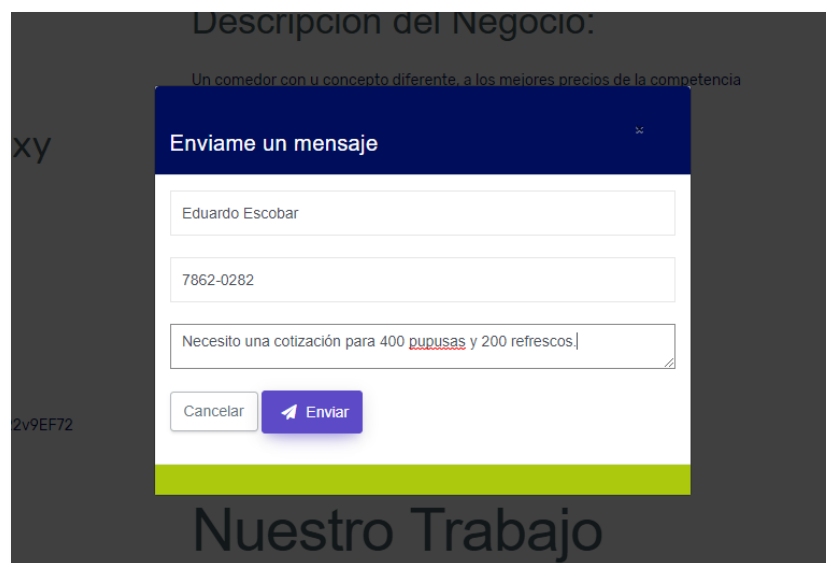 Descripción del Negocio:
Un comedor con u concepto diferente, a los mejores precios de la competencia
xy
Enviame un mensaje
×
Eduardo Escobar
7862-0282
Necesito una cotización para 400 pupusas y 200 refrescos.
Cancelar
Enviar
2v9EF72
Nuestro Trabajo